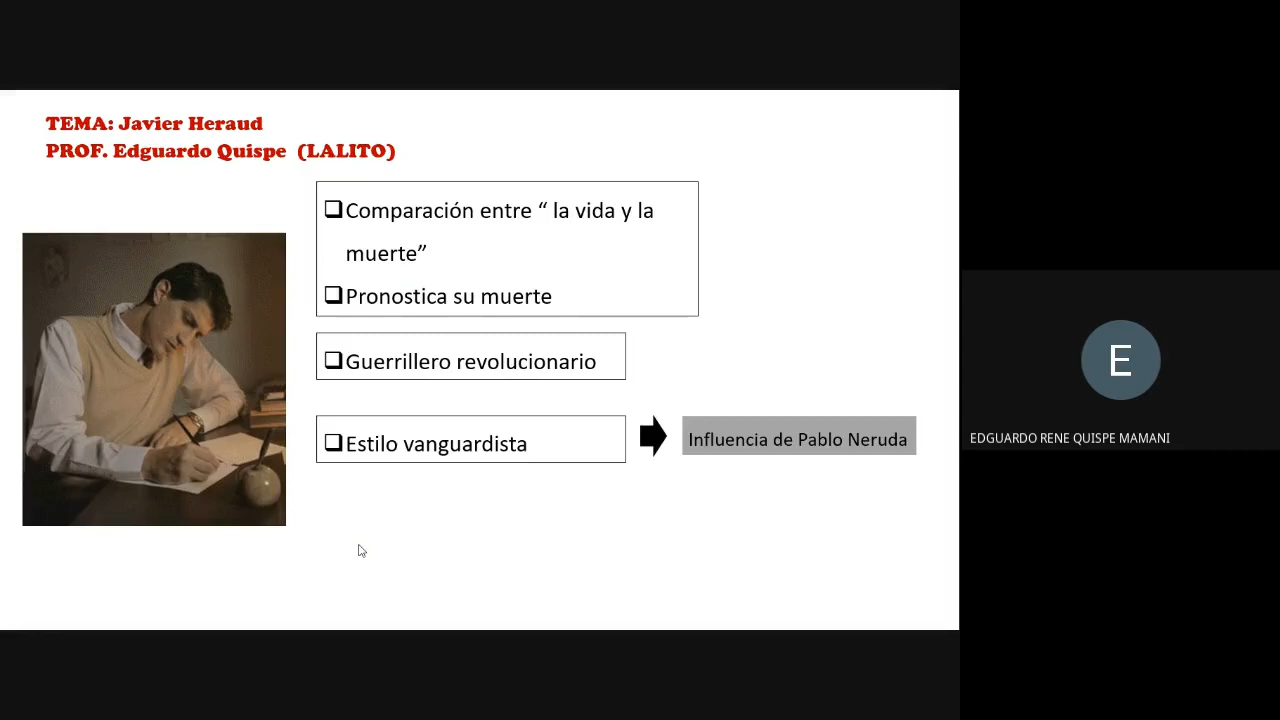 TEMA: Javier Heraud
PROF. Edguardo Quispe (LALITO)
❑Comparación entre “ la vida y la
muerte”
❑Pronostica su muerte
❑Guerrillero revolucionario
❑Estilo vanguardista
Influencia de Pablo Neruda
E
EDGUARDO RENE QUISPE MAMANI